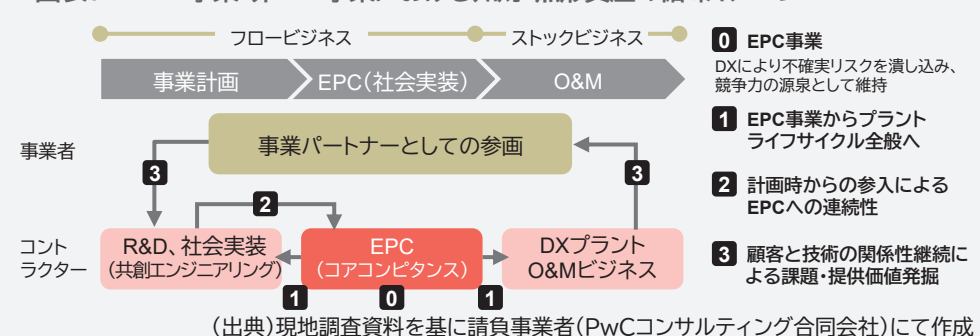 フロービジネス
ストックビジネス
事業計画
EPC（社会実装）
O&M
事業者
事業パートナーとしての参画
3
3
2
コント
ラクター
R&D、社会実装
（共創エンジニアリング）
EPC
（コアコンピタンス）
DXプラント
O&Mビジネス
1
0
1
0 EPC事業
DXにより不確実リスクを潰し込み、
競争力の源泉として維持
1 EPC事業からプラント
ライフサイクル全般へ
2 計画時からの参入による
EPCへの連続性
3 顧客と技術の関係性継続に
よる課題・提供価値発掘
（出典）現地調査資料を基に請負事業者（PwCコンサルティング合同会社）にて作成